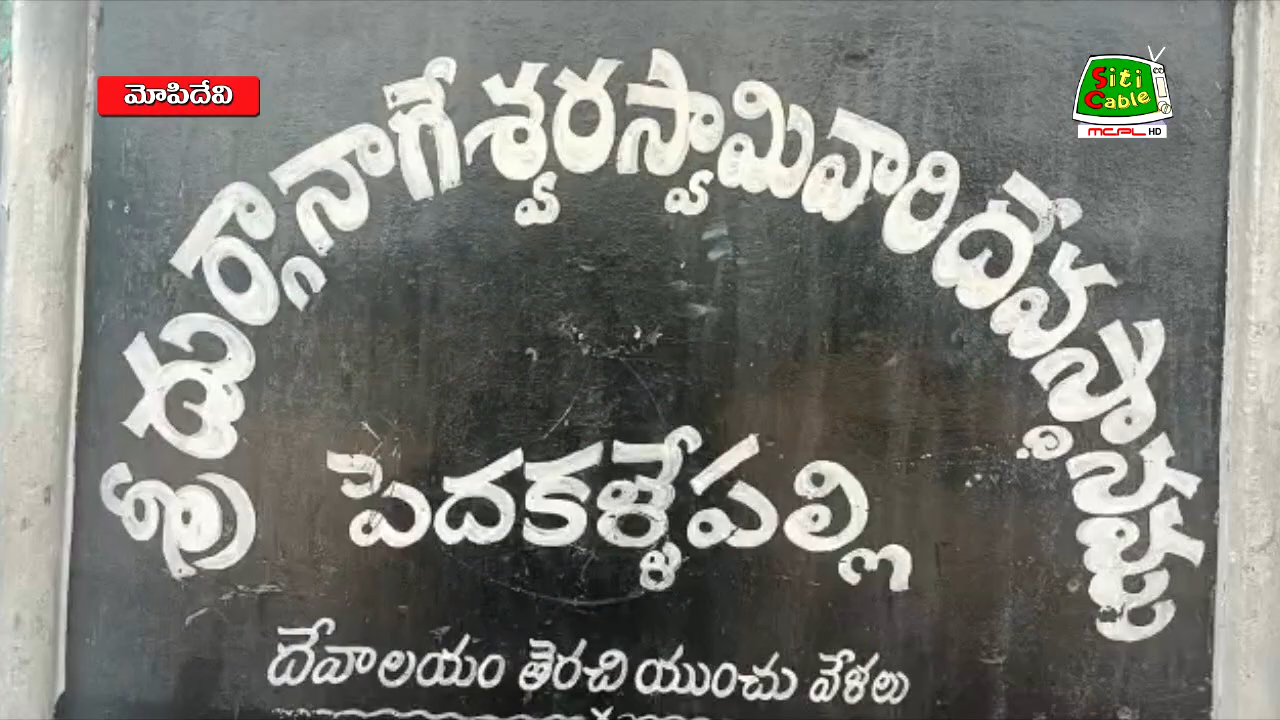 మోపిదేవి
Siti
Cable
MCPL HD
శ్రీ దుర్గానాగేశ్వరస్వామివారి దేవస్థానమ్
పెదకళ్ళేపల్లి
దేవాలయం తెరచి యుంచు వేళలు